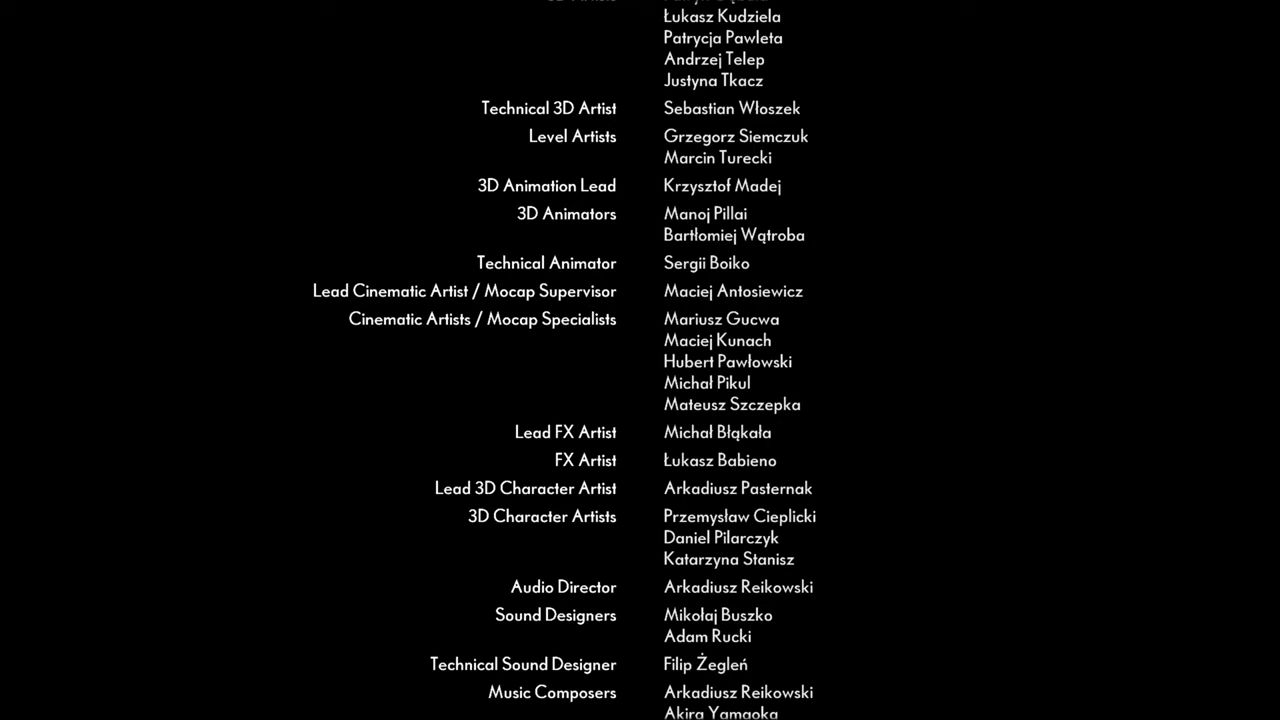 Łukasz Kudziela
Patrycja Pawleta
Andrzej Telep
Justyna Tkacz
Technical 3D Artist Sebastian Włoszek
Level Artists Grzegorz Siemczuk
Marcin Turecki
3D Animation Lead Krzysztof Madej
3D Animators Manoj Pillai
Bartłomiej Wątroba
Technical Animator Sergii Boiko
Lead Cinematic Artist / Mocap Supervisor Maciej Antosiewicz
Cinematic Artists / Mocap Specialists Mariusz Gucwa
Maciej Kunach
Hubert Pawłowski
Michał Pikul
Mateusz Szczepka
Lead FX Artist Michał Błąkała
FX Artist Łukasz Babieno
Lead 3D Character Artist Arkadiusz Pasternak
3D Character Artists Przemysław Cieplicki
Daniel Pilarczyk
Katarzyna Stanisz
Audio Director Arkadiusz Reikowski
Sound Designers Mikołaj Buszko
Adam Rucki
Technical Sound Designer Filip Żegleń
Music Composers Arkadiusz Reikowski
Akira Yamaoka